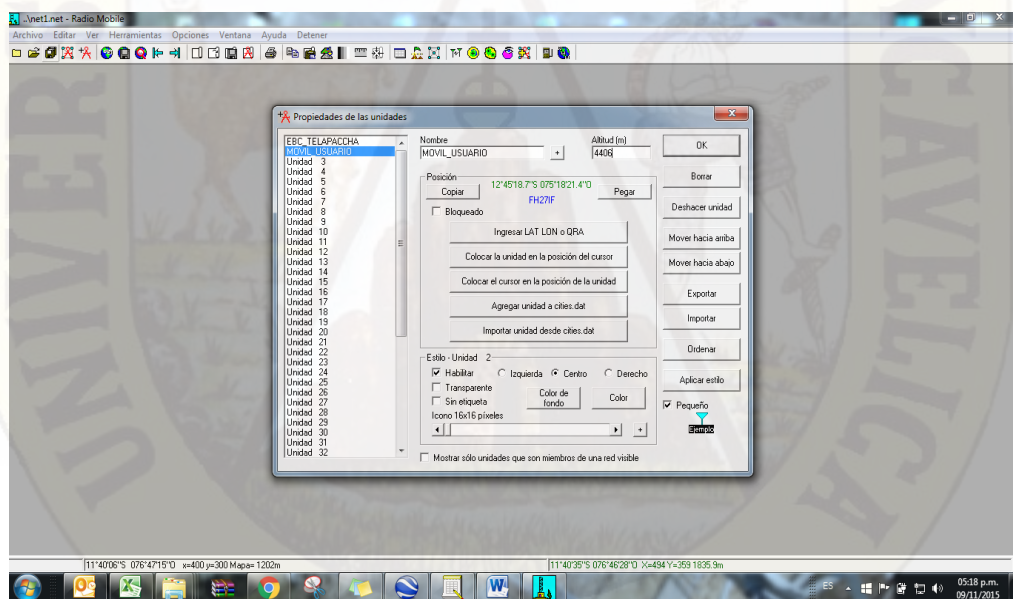 ..\net1.net - Radio Mobile
Archivo Editar Ver Herramientas Opciones Ventana Ayuda Detener
Propiedades de las unidades
EBC_TELAPACCHA
MOVIL_USUARIO
Unidad 3
Unidad 4
Unidad 5
Unidad 6
Unidad 7
Unidad 8
Unidad 9
Unidad 10
Unidad 11
Unidad 12
Unidad 13
Unidad 14
Unidad 15
Unidad 16
Unidad 17
Unidad 18
Unidad 19
Unidad 20
Unidad 21
Unidad 22
Unidad 23
Unidad 24
Unidad 25
Unidad 26
Unidad 27
Unidad 28
Unidad 29
Unidad 30
Unidad 31
Unidad 32
Nombre
MOVIL_USUARIO
+
Altitud (m)
4406
Posición
Copiar
12°45'18.7"S 075°18'21.4"O
FH27IF
Pegar
Bloqueado
Ingresar LAT LON o QRA
Colocar la unidad en la posición del cursor
Colocar el cursor en la posición de la unidad
Agregar unidad a cities.dat
Importar unidad desde cities.dat
Estilo - Unidad 2
Habilitar Izquierda Centro Derecho
Transparente
Sin etiqueta
Color de fondo
Color
Icono 16x16 píxeles
+
Mostrar sólo unidades que son miembros de una red visible
OK
Borrar
Deshacer unidad
Mover hacia arriba
Mover hacia abajo
Exportar
Importar
Ordenar
Aplicar estilo
Pequeño
Ejemplo
11°40'06"S 076°47'15"O x=400 y=300 Mapa= 1202m
11°40'35"S 076°46'28"O X=494 Y=359 1835.9m
ES
05:18 p.m.
09/11/2015